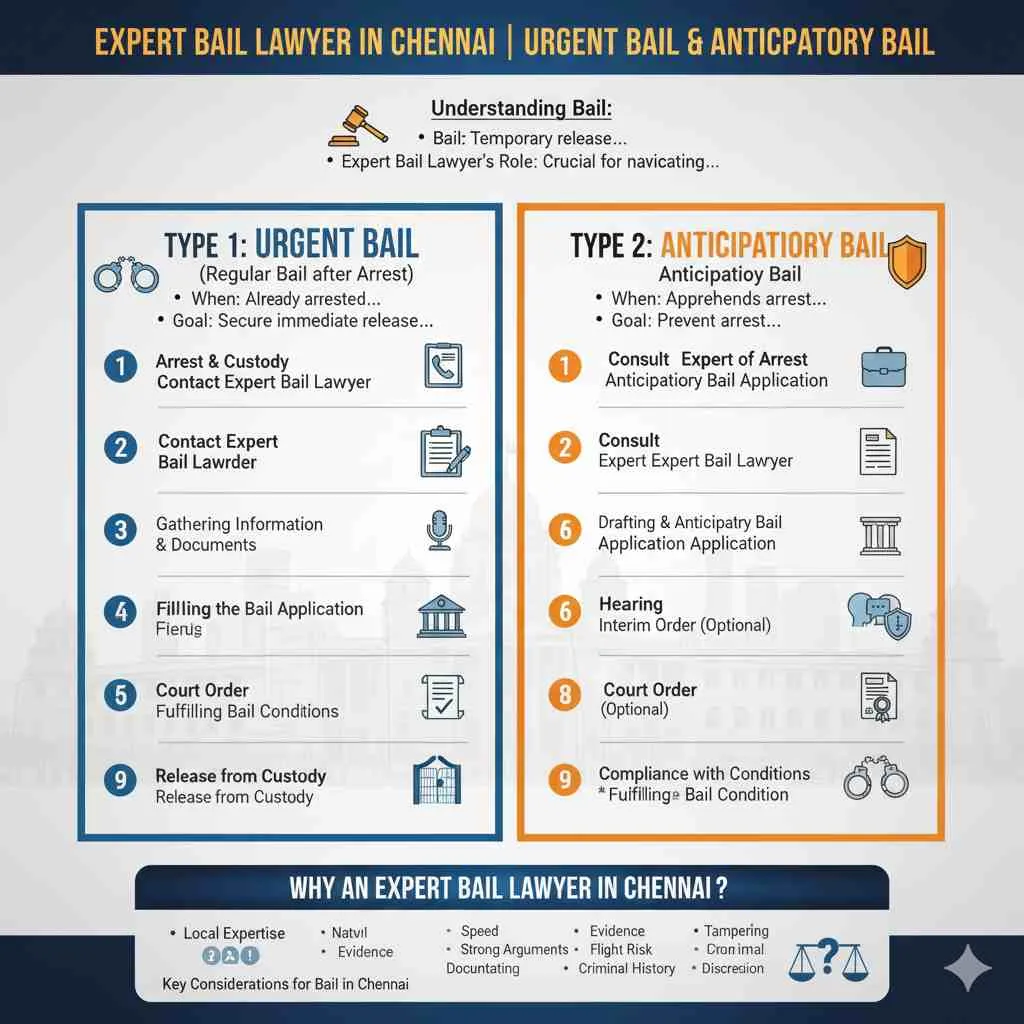 EXPERT BAIL LAWYER IN CHENNAI | URGENT BAIL & ANTICPATORY BAIL
Understanding Bail:
• Bail: Temporary release...
• Expert Bail Lawyer's Role: Crucial for navicating...
TYPE 1: URGENT BAIL
(Regular Bail after Arrest)
• When: Already arrested...
• Goal: Secure immediate release...
1 Arrest & Custody
Contact Expert Bail Lawyer
2 Contact Expert
Bail Lawrder
3 Gathering Information
& Documents
4 Fillling the Bail Application
5 Court Order
Fuffilling Bail Conditions
9 Release from Custody
Release from Custody
TYPE 2: ANTICIPATIORY BAIL
Anticipatioy Bail
• When: Apprehends arrest...
• Goal: Prevent arrest...
1 Consult Expert of Arrest
Anticipatiory Bail Application
2 Consult
Expert Expert Bail Lawyer
6 Drafting & Anticipatry Bail
Application Application
6 Hearing
Interim Order (Optional)
8 Court Order
(Optional)
9 Compliance with Conditions
* Fulfilling Bail Condition
WHY AN EXPERT BAIL LAWYER IN CHENNAI?
• Local Expertise
• Natvil
• Evidence
• Speed
• Strong Arguments
Documtating
• Evidence
• Flight Risk
• Criminal History
• Tampering
• Discresion
Key Considerations for Bail in Chennai